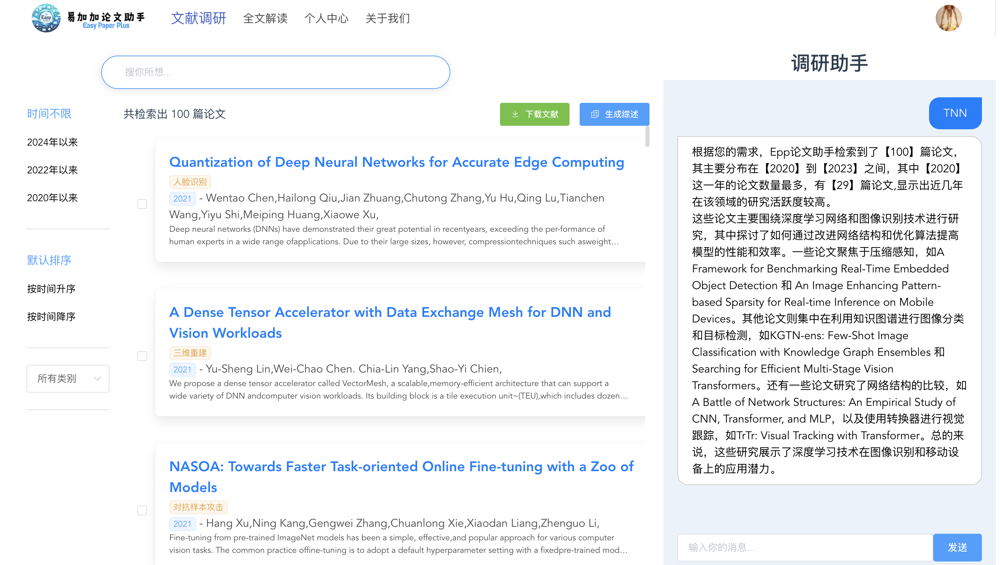 Easy
PAPER
PLUS
易加加论文助手
Easy Paper Plus
文献调研
全文解读
个人中心
关于我们
搜你所想...
时间不限
2024年以来
2022年以来
2020年以来
默认排序
按时间升序
按时间降序
所有类别
共检索出 100 篇论文
下载文献
生成综述
Quantization of Deep Neural Networks for Accurate Edge Computing
人脸识别
2021 - Wentao Chen,Hailong Qiu,Jian Zhuang,Chutong Zhang,Yu Hu,Qing Lu,Tianchen
Wang,Yiyu Shi,Meiping Huang,Xiaowe Xu,
Deep neural networks (DNNs) have demonstrated their great potential in recentyears, exceeding the per-formance of
human experts in a wide range ofapplications. Due to their large sizes, however, compressiontechniques such asweight...
A Dense Tensor Accelerator with Data Exchange Mesh for DNN and
Vision Workloads
三维重建
2021 - Yu-Sheng Lin,Wei-Chao Chen. Chia-Lin Yang,Shao-Yi Chien,
We propose a dense tensor accelerator called VectorMesh, a scalable,memory-efficient architecture that can support a
wide variety of DNN andcomputer vision workloads. Its building block is a tile execution unit~(TEU),which includes dozen...
NASOA: Towards Faster Task-oriented Online Fine-tuning with a Zoo of
Models
对抗样本攻击
2021 - Hang Xu,Ning Kang,Gengwei Zhang,Chuanlong Xie,Xiaodan Liang,Zhenguo Li,
Fine-tuning from pre-trained ImageNet models has been a simple, effective,and popular approach for various computer
vision tasks. The common practice offine-tuning is to adopt a default hyperparameter setting with a fixedpre-trained mod...
调研助手
TNN
根据您的需求，Epp论文助手检索到了【100】篇论文，
其主要分布在【2020】到【2023】之间，其中【2020】
这一年的论文数量最多，有【29】篇论文,显示出近几年
在该领域的研究活跃度较高。
这些论文主要围绕深度学习网络和图像识别技术进行研
究，其中探讨了如何通过改进网络结构和优化算法提高
模型的性能和效率。一些论文聚焦于压缩感知，如A
Framework for Benchmarking Real-Time Embedded
Object Detection 和 An Image Enhancing Pattern-
based Sparsity for Real-time Inference on Mobile
Devices。其他论文则集中在利用知识图谱进行图像分类
和目标检测，如KGTN-ens: Few-Shot Image
Classification with Knowledge Graph Ensembles 和
Searching for Efficient Multi-Stage Vision
Transformers。还有一些论文研究了网络结构的比较，如
A Battle of Network Structures: An Empirical Study of
CNN, Transformer, and MLP，以及使用转换器进行视觉
跟踪，如TrTr: Visual Tracking with Transformer。总的来
说，这些研究展示了深度学习技术在图像识别和移动设
备上的应用潜力。
输入你的消息...
发送